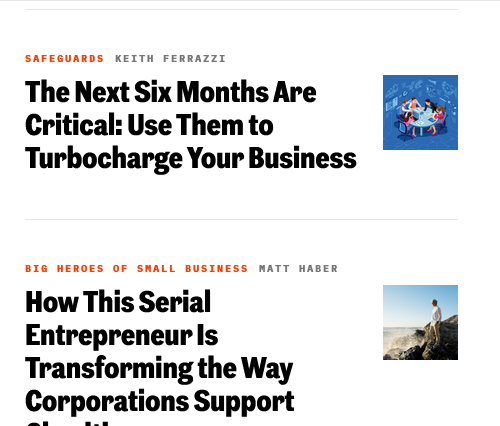 SAFEGUARDS KEITH FERRAZZI
The Next Six Months Are
Critical: Use Them to
Turbocharge Your Business
BIG HEROES OF SMALL BUSINESS MATT HABER
How This Serial
Entrepreneur Is
Transforming the Way
Corporations Support